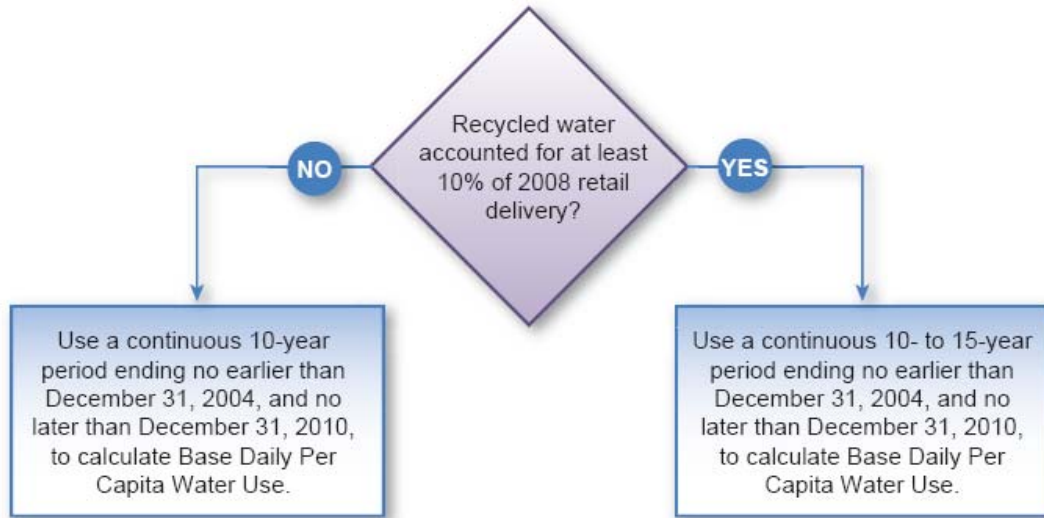 Recycled water
accounted for at least
10% of 2008 retail
delivery?
NO
YES
Use a continuous 10-year
period ending no earlier than
December 31, 2004, and no
later than December 31, 2010,
to calculate Base Daily Per
Capita Water Use.
Use a continuous 10- to 15-year
period ending no earlier than
December 31, 2004, and no
later than December 31, 2010,
to calculate Base Daily Per
Capita Water Use.